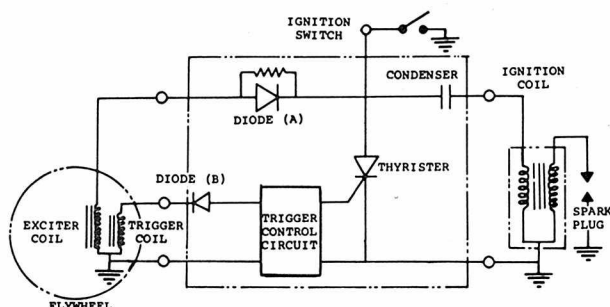 IGNITION
SWITCH
CONDENSER
IGNITION
COIL
DIODE (A)
DIODE (B)
THYRISTER
EXCITER
COIL
TRIGGER
COIL
TRIGGER
CONTROL
CIRCUIT
SPARK
PLUG
FLYWHEEL